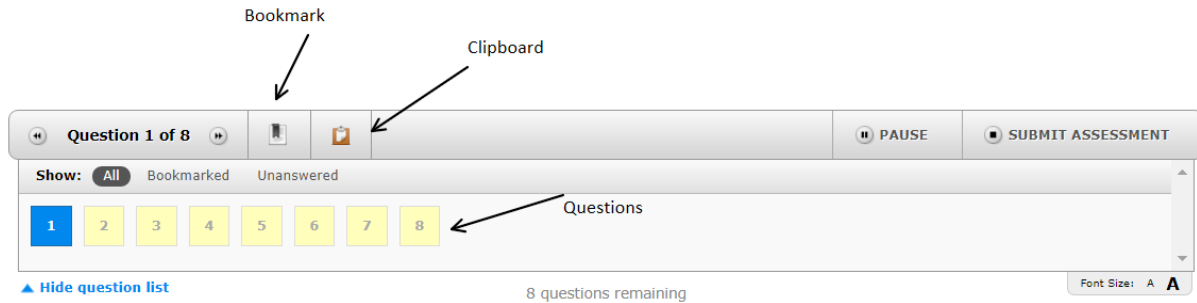 Bookmark
Clipboard
Question 1 of 8
PAUSE
SUBMIT ASSESSMENT
Show: All Bookmarked Unanswered
Questions
1 2 3 4 5 6 7 8
Hide question list
8 questions remaining
Font Size: A A